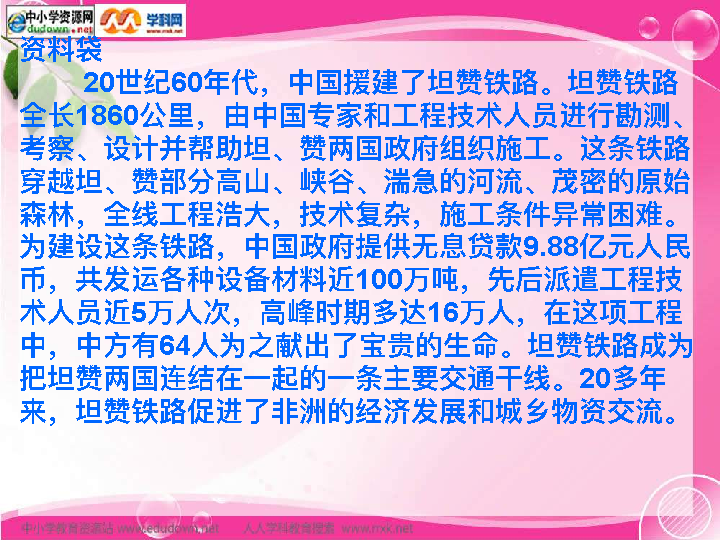 中小学资源网
edudown.net
学科网
www.nxk.net
资料袋
20世纪60年代，中国援建了坦赞铁路。坦赞铁路
全长1860公里，由中国专家和工程技术人员进行勘测、
考察、设计并帮助坦、赞两国政府组织施工。这条铁路
穿越坦、赞部分高山、峡谷、湍急的河流、茂密的原始
森林，全线工程浩大，技术复杂，施工条件异常困难。
为建设这条铁路，中国政府提供无息贷款9.88亿元人民
币，共发运各种设备材料近100万吨，先后派遣工程技
术人员近5万人次，高峰时期多达16万人，在这项工程
中，中方有64人为之献出了宝贵的生命。坦赞铁路成为
把坦赞两国连结在一起的一条主要交通干线。20多年
来，坦赞铁路促进了非洲的经济发展和城乡物资交流。
中小学教育资源站 www.edudown.net 人人学科教育搜索 www.rrxk.net